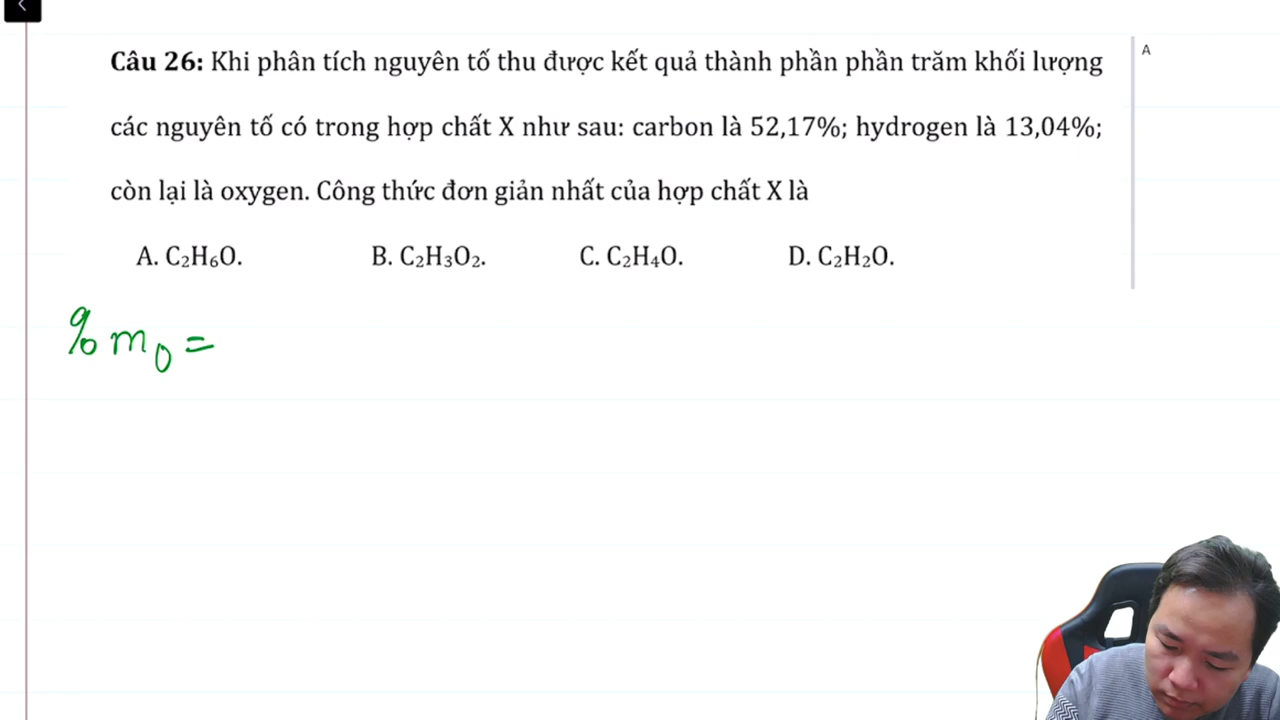 Câu 26: Khi phân tích nguyên tố thu được kết quả thành phần phần trăm khối lượng
các nguyên tố có trong hợp chất X như sau: carbon là 52,17%; hydrogen là 13,04%;
còn lại là oxygen. Công thức đơn giản nhất của hợp chất X là
A. C₂H₆O. B. C₂H₃O₂. C. C₂H₄O. D. C₂H₂O.
A
% m₀ =